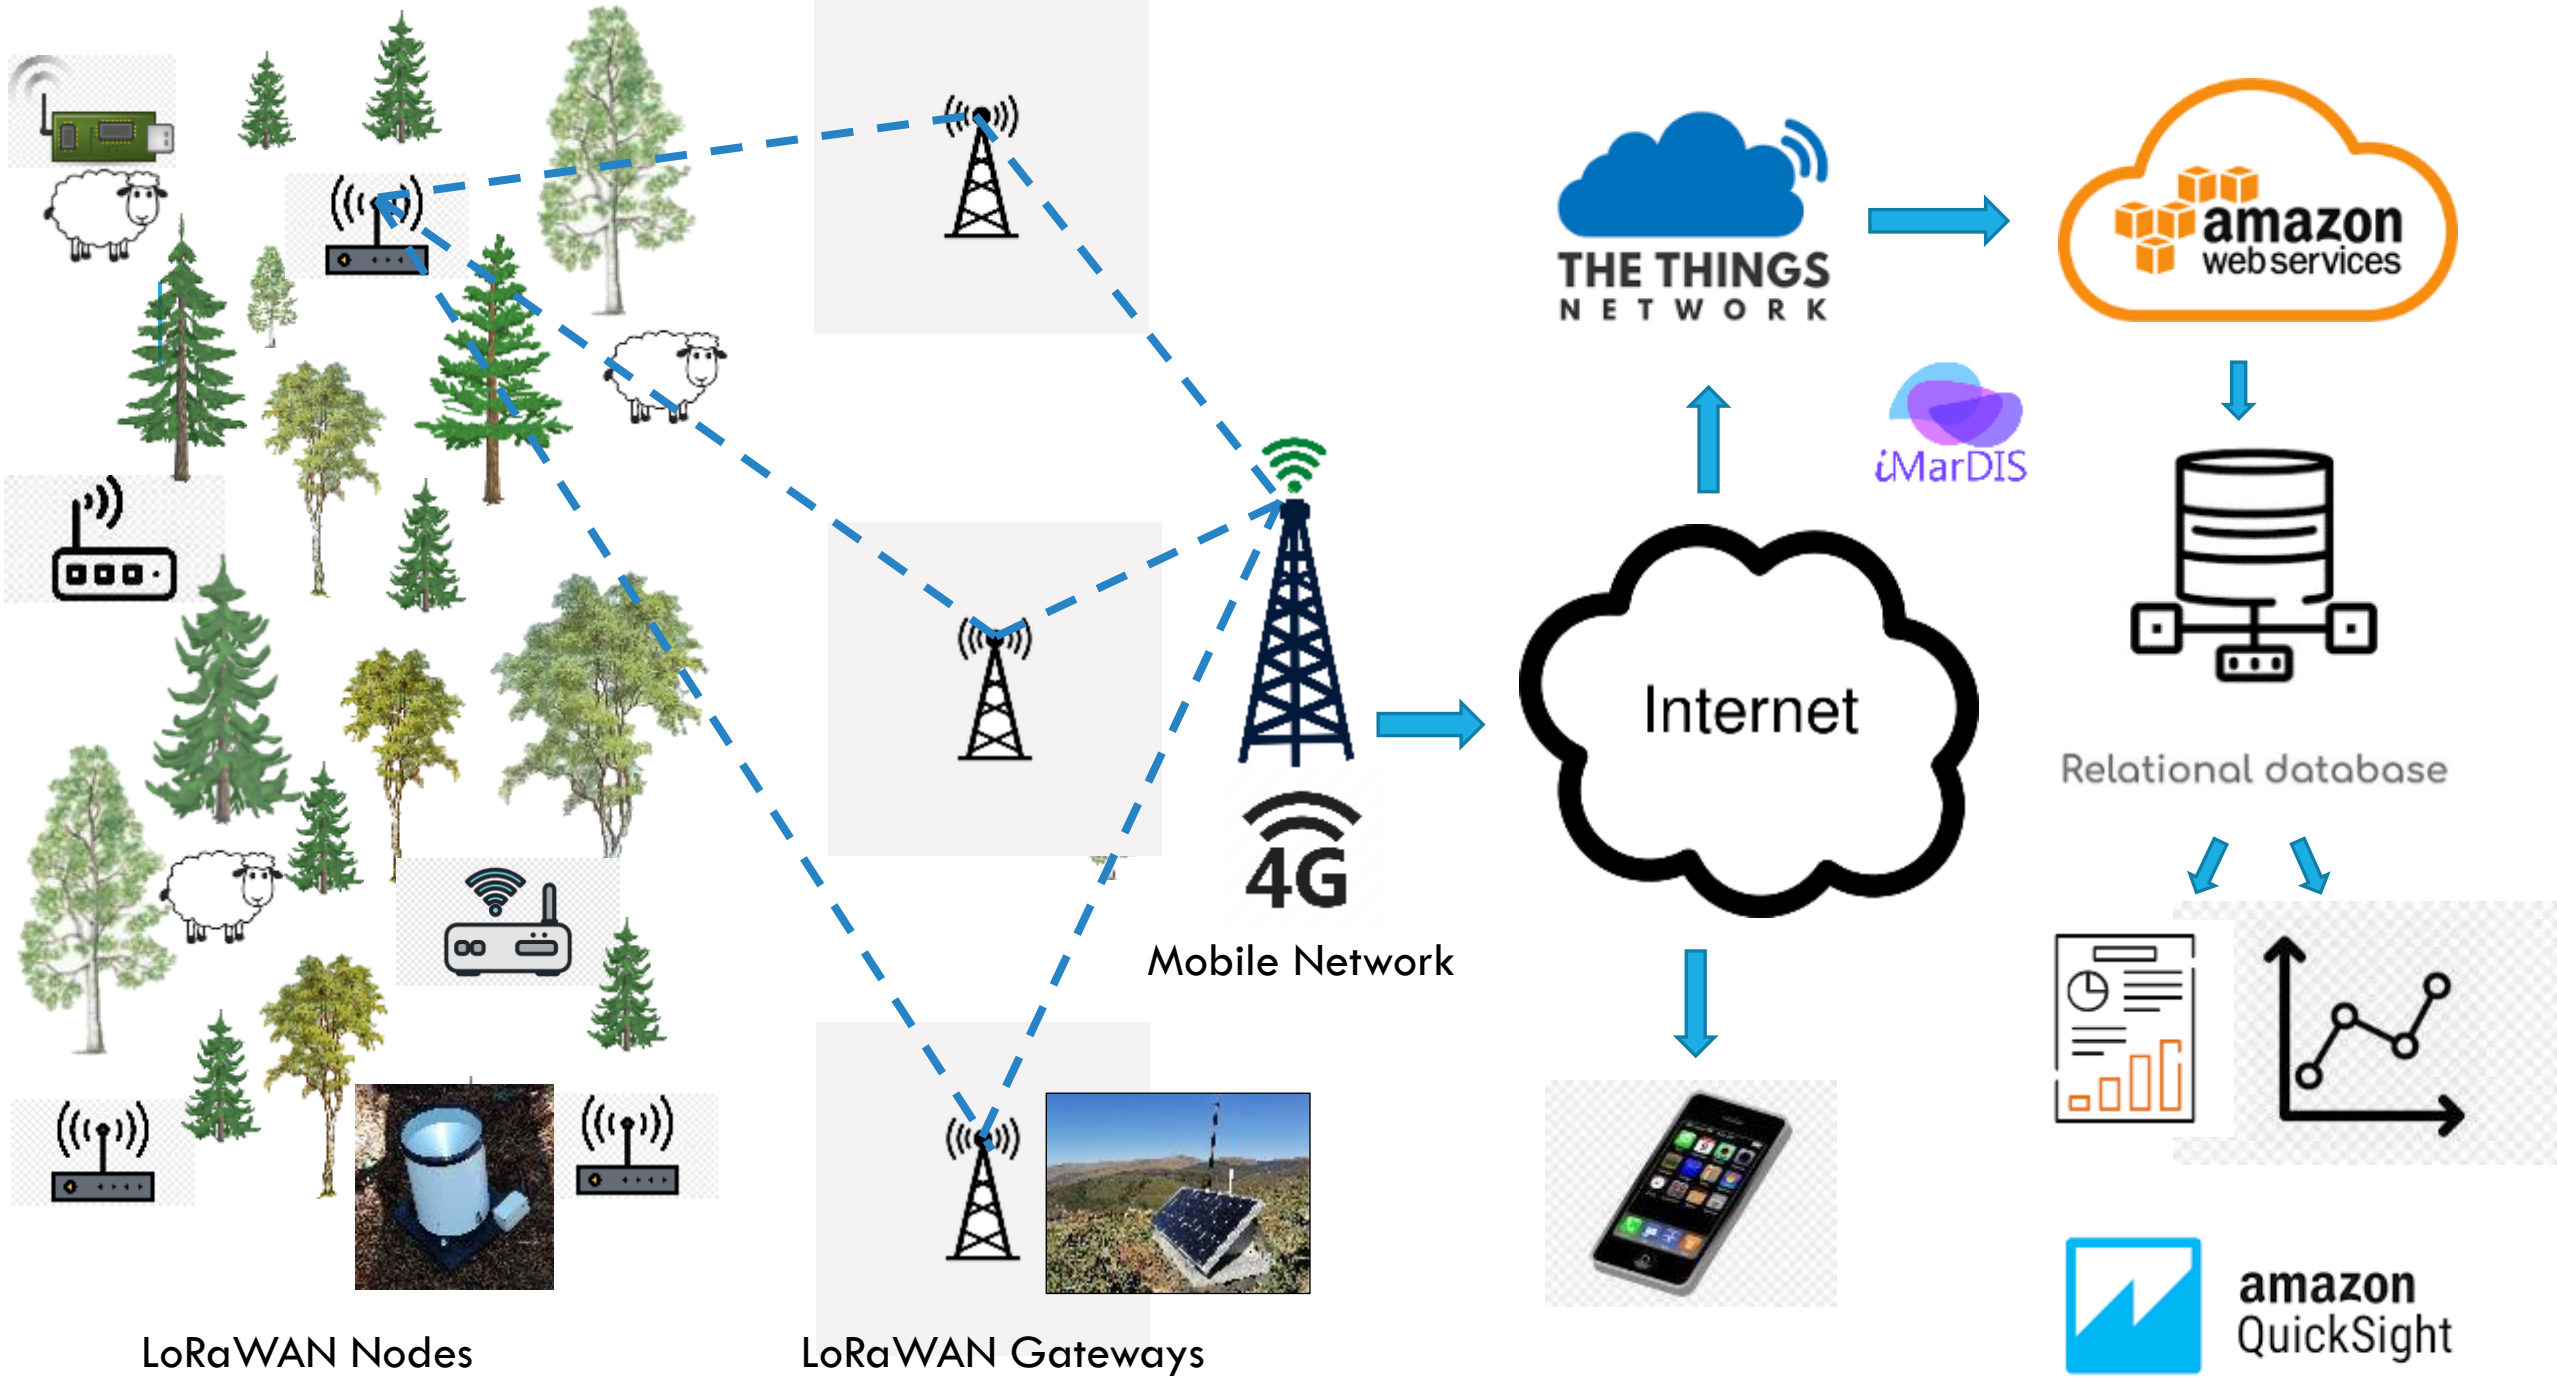 THE THINGS
NETWORK
amazon
web services
iMarDIS
Internet
Relational database
4G
Mobile Network
amazon
QuickSight
LoRaWAN Nodes
LoRaWAN Gateways